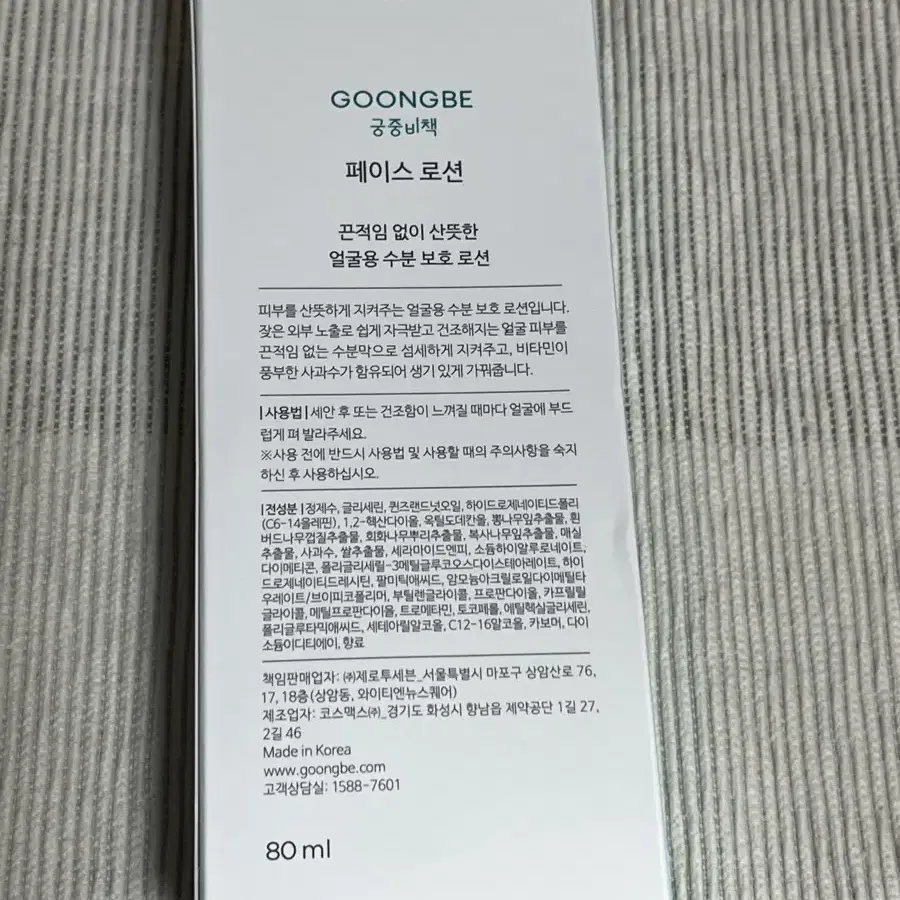 GOONGBE
궁중비책
페이스 로션
끈적임 없이 산뜻한
얼굴용 수분 보호 로션
피부를 산뜻하게 지켜주는 얼굴용 수분 보호 로션입니다.
잦은 외부 노출로 쉽게 자극받고 건조해지는 얼굴 피부를
끈적임 없는 수분막으로 섬세하게 지켜주고, 비타민이
풍부한 사과수가 함유되어 생기 있게 가꿔줍니다.
|사용법| 세안 후 또는 건조함이 느껴질 때마다 얼굴에 부드
럽게 펴 발라주세요.
※사용 전에 반드시 사용법 및 사용할 때의 주의사항을 숙지
하신 후 사용하십시오.
|전성분| 정제수, 글리세린, 퀸즈랜드넛오일, 하이드로제네이티드폴리
(C6-14올레핀), 1,2-헥산다이올, 옥틸도데칸올, 뽕나무잎추출물, 흰
버드나무껍질추출물, 회화나무뿌리추출물, 복사나무잎추출물, 매실
추출물, 사과수, 쌀추출물, 세라마이드엔피, 소듐하이알루로네이트,
다이메티콘, 폴리글리세릴-3메틸글루코오스다이스테아레이트, 하이
드로제네이티드레시틴, 팔미틱애씨드, 암모늄아크릴로일다이메틸타
우레이트/브이피코폴리머, 부틸렌글라이콜, 프로판다이올, 카프릴릴
글라이콜, 메틸프로판다이올, 트로메타민, 토코페롤, 에틸헥실글리세린,
폴리글루타믹애씨드, 세테아릴알코올, C12-16알코올, 카보머, 다이
소듐이디티에이, 향료
책임판매업자: ㈜제로투세븐_서울특별시 마포구 상암산로 76,
17, 18층(상암동, 와이티엔뉴스퀘어)
제조업자: 코스맥스㈜_경기도 화성시 향남읍 제약공단 1길 27,
2길 46
Made in Korea
www.goongbe.com
고객상담실: 1588-7601
80 ml